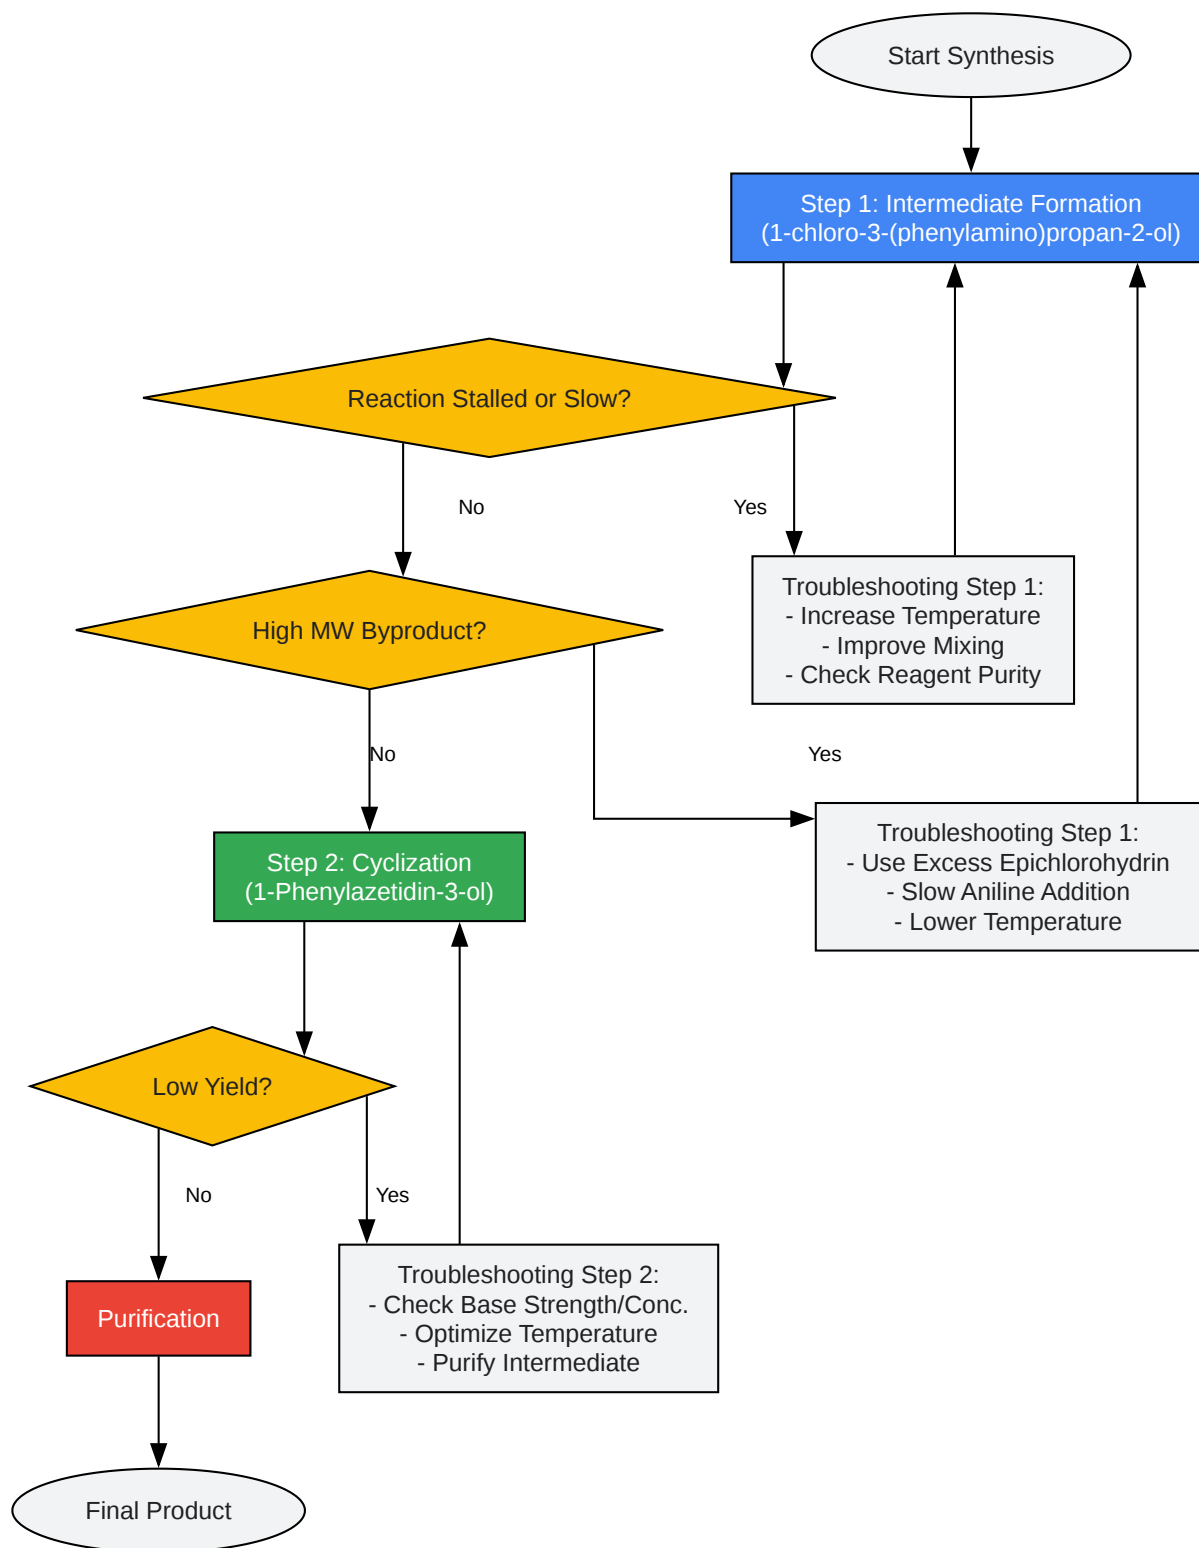 Start Synthesis
Step 1: Intermediate Formation
(1-chloro-3-(phenylamino)propan-2-ol)
Reaction Stalled or Slow?
No
Yes
Troubleshooting Step 1:
- Increase Temperature
- Improve Mixing
- Check Reagent Purity
High MW Byproduct?
No
Yes
Troubleshooting Step 1:
- Use Excess Epichlorohydrin
- Slow Aniline Addition
- Lower Temperature
Step 2: Cyclization
(1-Phenylazetidin-3-ol)
Low Yield?
No
Yes
Troubleshooting Step 2:
- Check Base Strength/Conc.
- Optimize Temperature
- Purify Intermediate
Purification
Final Product